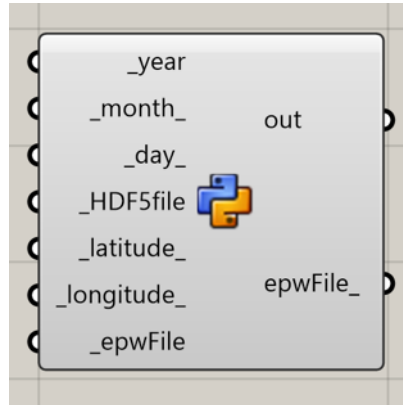 _year
_month_
_day_
_HDF5file
_latitude_
_longitude_
_epwFile
out
epwFile_